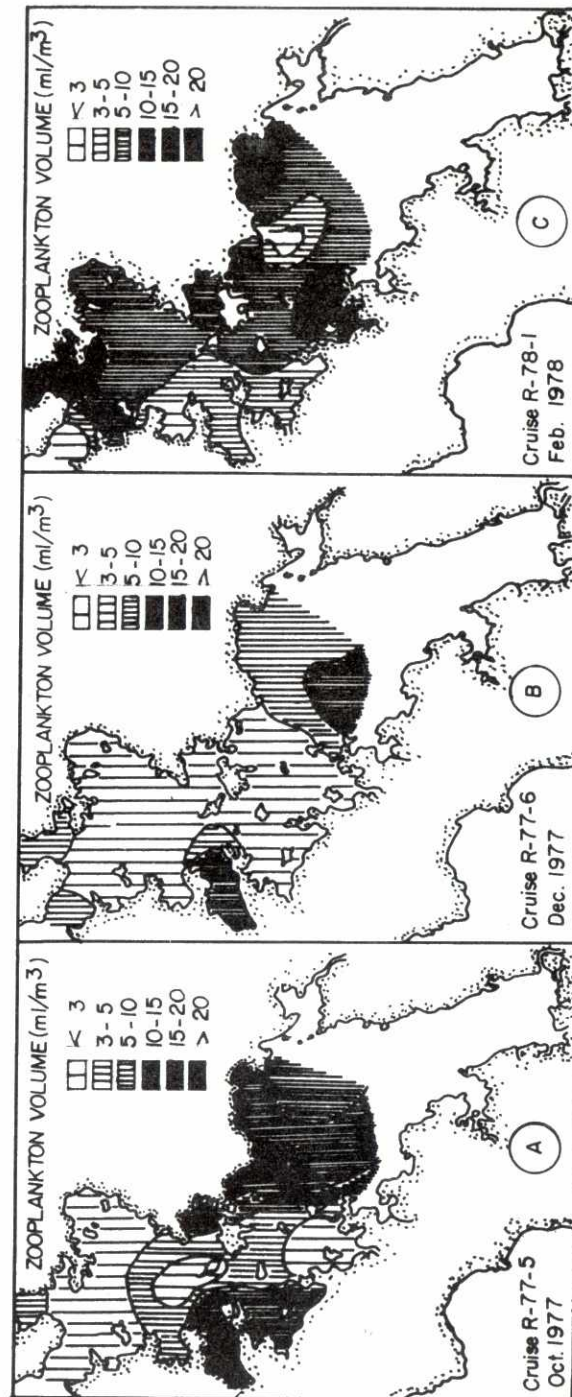 ZOOPLANKTON VOLUME (ml/m³)
< 3
3-5
5-10
10-15
15-20
> 20
A
Cruise R-77-5
Oct. 1977
ZOOPLANKTON VOLUME (ml/m³)
< 3
3-5
5-10
10-15
15-20
> 20
B
Cruise R-77-6
Dec. 1977
ZOOPLANKTON VOLUME (ml/m³)
< 3
3-5
5-10
10-15
15-20
> 20
C
Cruise R-78-1
Feb. 1978